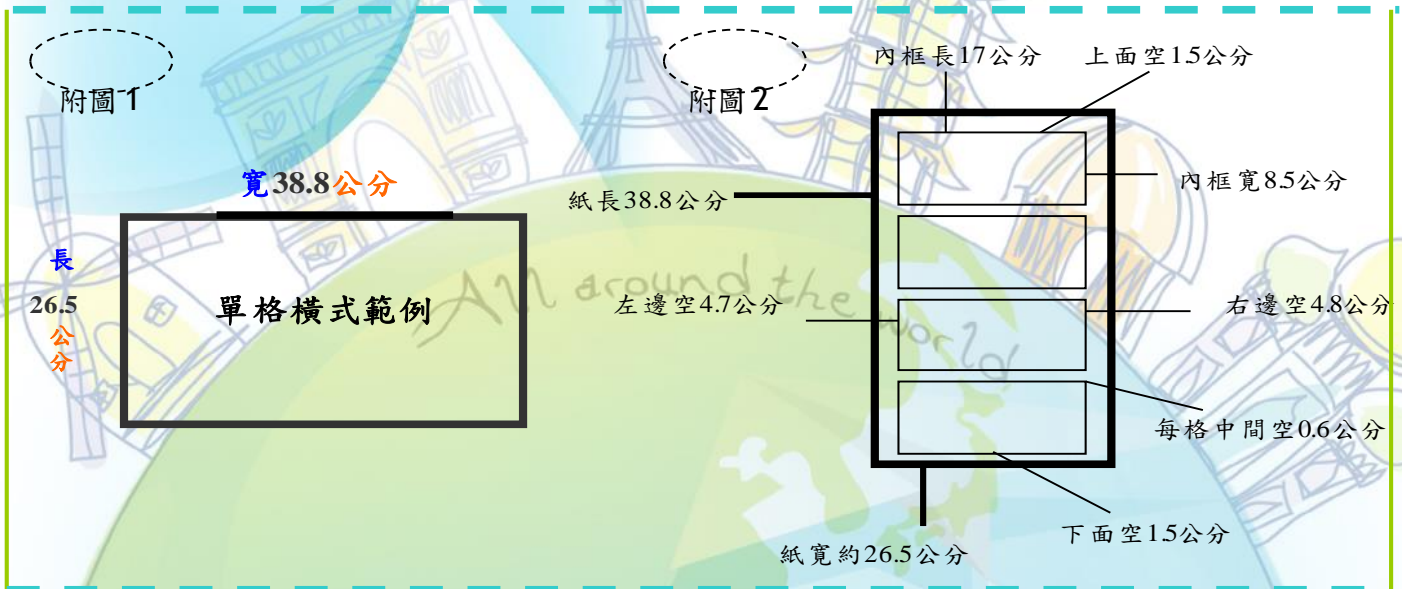 附圖1
附圖2
內框長17公分
上面空1.5公分
寬38.8公分
內框寬8.5公分
紙長38.8公分
長
26.5
公
分
單格橫式範例
All around the world
左邊空4.7公分
右邊空4.8公分
每格中間空0.6公分
下面空1.5公分
紙寬約26.5公分